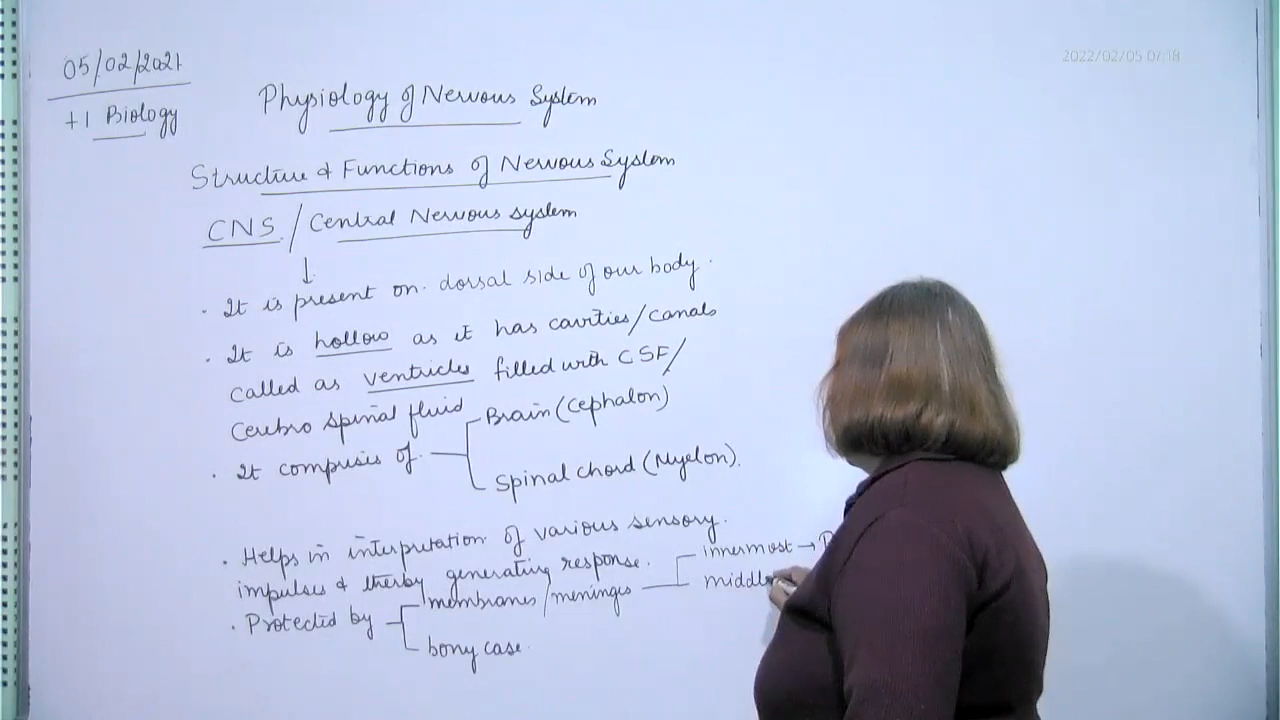 05/02/2021
2022/02/05 07:18
+1 Biology
Physiology of Nervous System
Structure & Functions of Nervous System
CNS / Central Nervous system
↓
· It is present on dorsal side of our body.
· It is hollow as it has cavities/canals
called as ventricles filled with CSF/
Cerebro spinal fluid
Brain (Cephalon)
· It comprises of
Spinal chord (Myelon).
· Helps in interpretation of various sensory
impulses & therby generating response.
innermost →
membranes/meninges
middle
· Protected by
bony case.